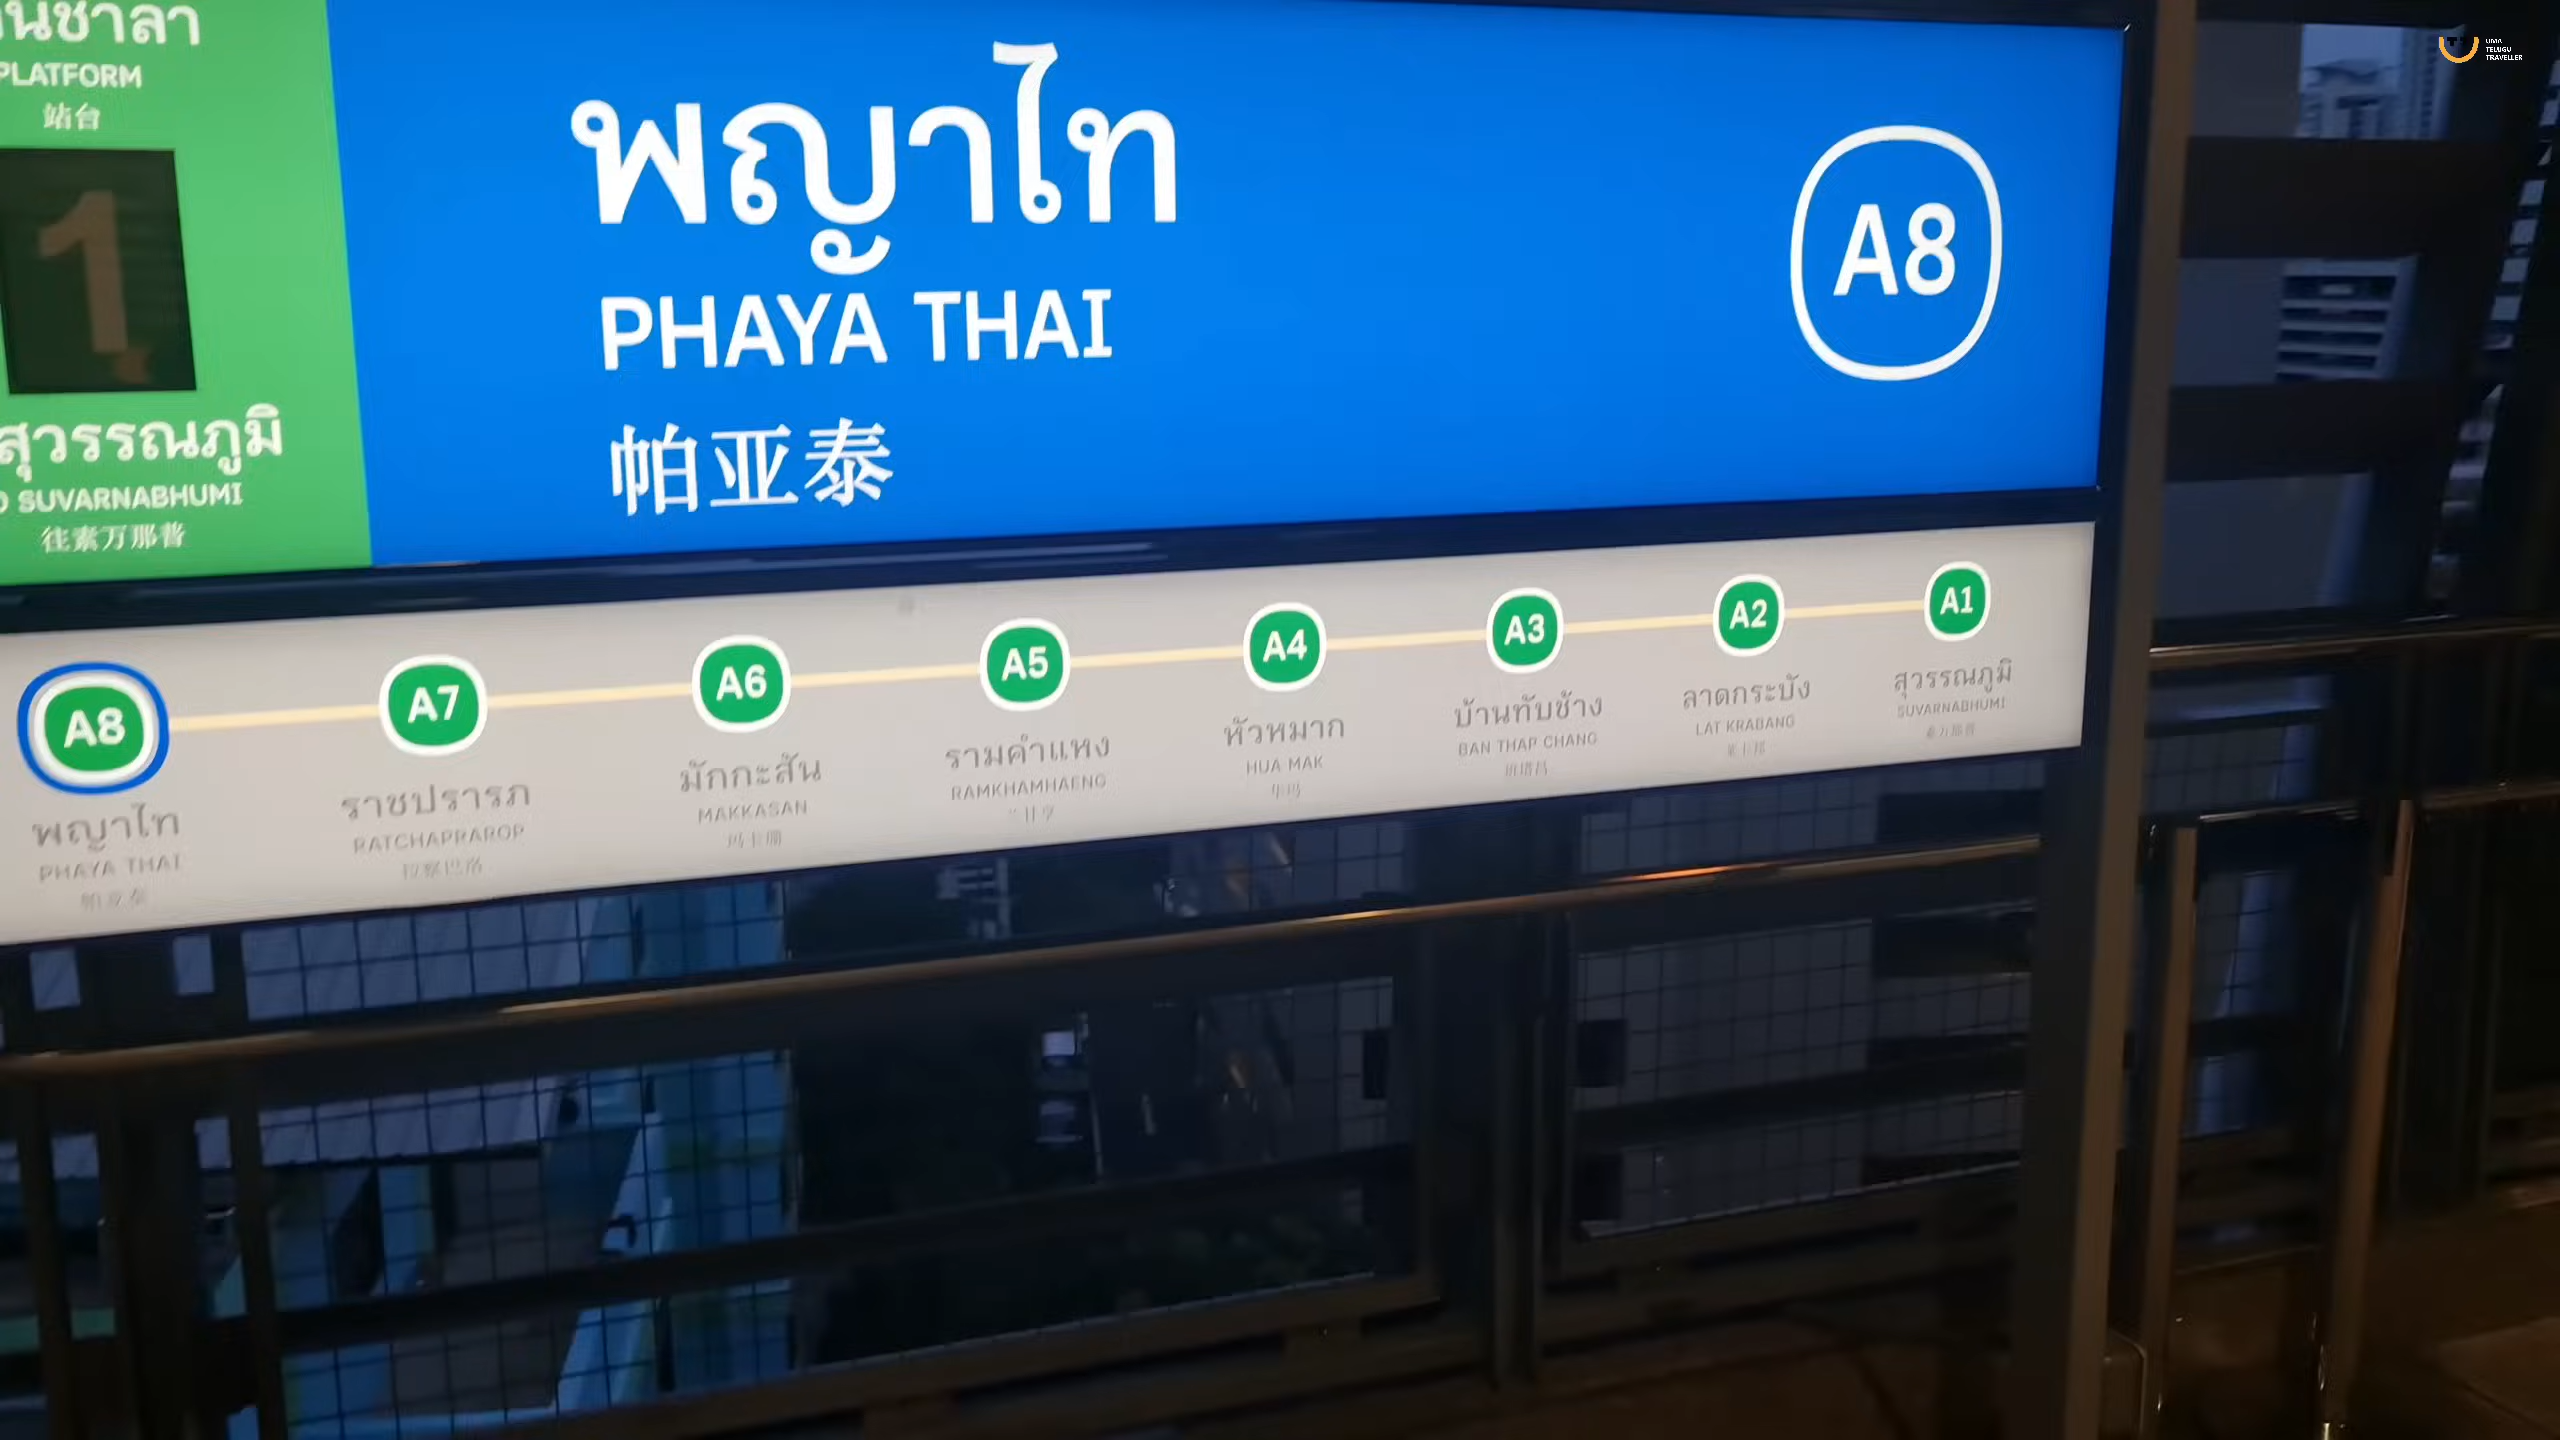 PLATFORM
站台
1
สุวรรณภูมิ
SUVARNABHUMI
往素万那普
พญาไท
PHAYA THAI
帕亚泰
A8
A8
พญาไท
PHAYA THAI
帕亚泰
A7
ราชปรารภ
RATCHAPRAROP
A6
มักกะสัน
MAKKASAN
A5
รามคำแหง
RAMKHAMHAENG
A4
หัวหมาก
HUA MAK
A3
บ้านทับช้าง
BAN THAP CHANG
A2
ลาดกระบัง
LAT KRABANG
A1
สุวรรณภูมิ
SUVARNABHUMI
UMA
TELUGU
TRAVELLER